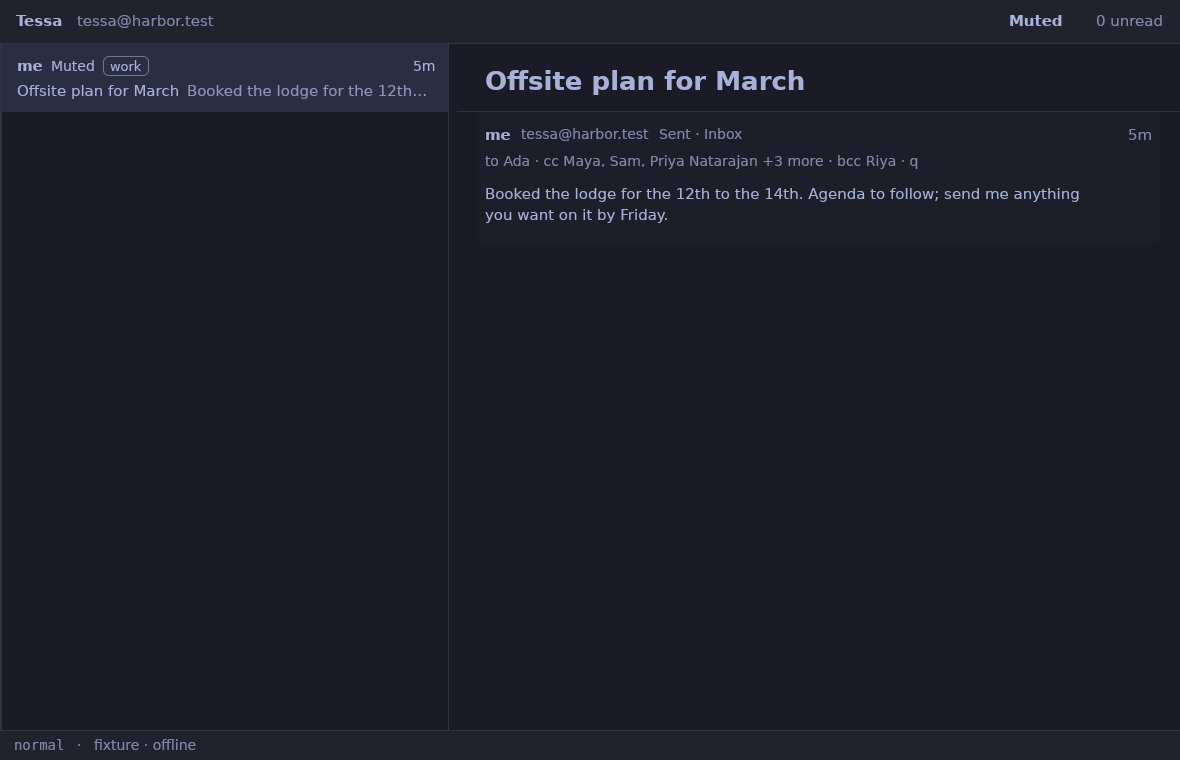 Tessa tessa@harbor.test Muted 0 unread
me Muted work 5m
Offsite plan for March Booked the lodge for the 12th…
Offsite plan for March
me tessa@harbor.test Sent · Inbox 5m
to Ada · cc Maya, Sam, Priya Natarajan +3 more · bcc Riya · q
Booked the lodge for the 12th to the 14th. Agenda to follow; send me anything
you want on it by Friday.
normal · fixture · offline